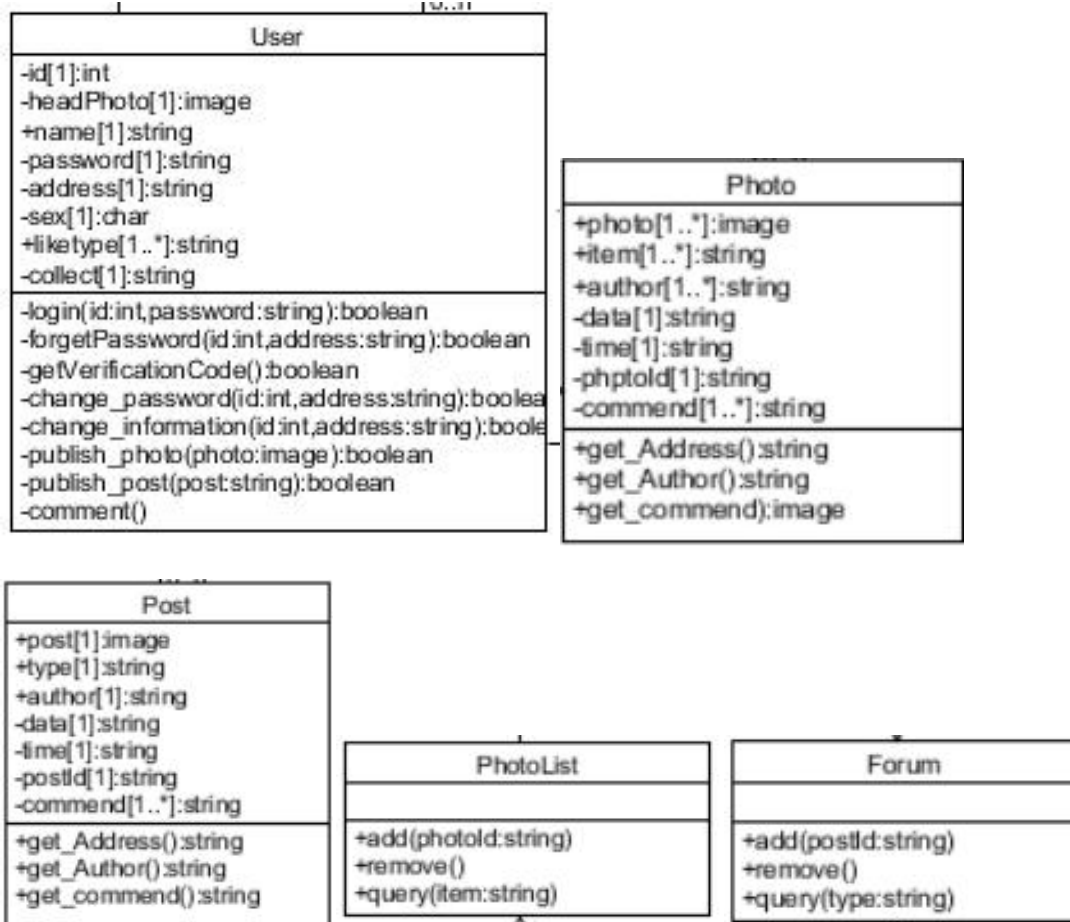 User
-id[1]:int
-headPhoto[1]:image
+name[1]:string
-password[1]:string
-address[1]:string
-sex[1]:char
+liketype[1..*]:string
-collect[1]:string
-login(id:int,password:string):boolean
-forgetPassword(id:int,address:string):boolean
-getVerificationCode():boolean
-change_password(id:int,address:string):boolea
-change_information(id:int,address:string):boole
-publish_photo(photo:image):boolean
-publish_post(post:string):boolean
-comment()
Photo
+photo[1..*]:image
+item[1..*]:string
+author[1..*]:string
-data[1]:string
-time[1]:string
-phptoId[1]:string
-commend[1..*]:string
+get_Address():string
+get_Author():string
+get_commend):image
Post
+post[1]:image
+type[1]:string
+author[1]:string
-data[1]:string
-time[1]:string
-postId[1]:string
-commend[1..*]:string
+get_Address():string
+get_Author():string
+get_commend():string
PhotoList
+add(photoId:string)
+remove()
+query(item:string)
Forum
+add(postId:string)
+remove()
+query(type:string)